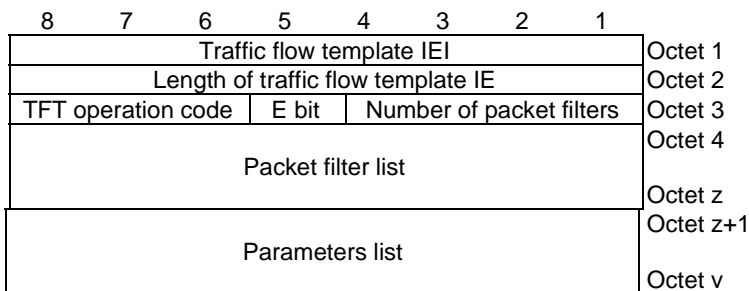 8 7 6 5 4 3 2 1
Traffic flow template IEI Octet 1
Length of traffic flow template IE Octet 2
TFT operation code E bit Number of packet filters Octet 3
Octet 4
Packet filter list
Octet z
Octet z+1
Parameters list
Octet v